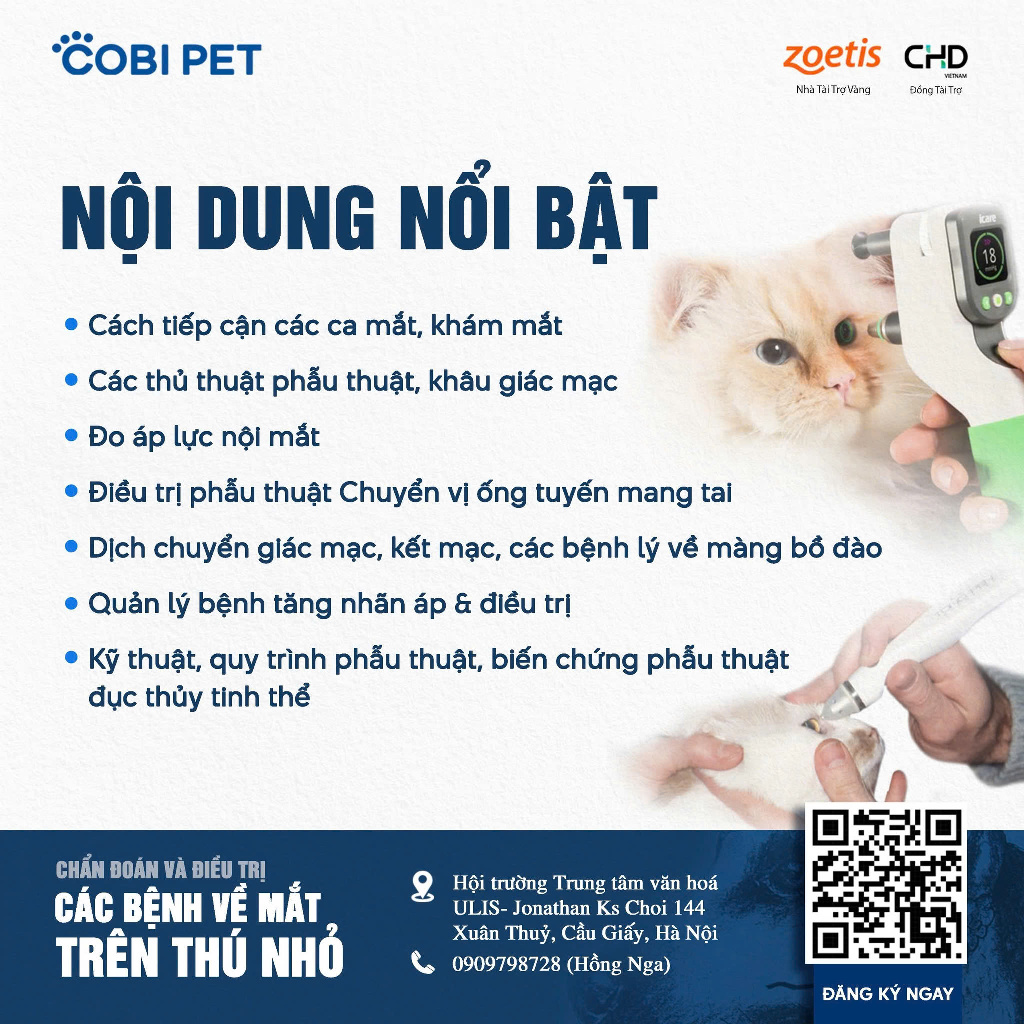 COBI PET
zoetis
Nhà Tài Trợ Vàng
CHD
VIETNAM
Đồng Tài Trợ
NỘI DUNG NỔI BẬT
Cách tiếp cận các ca mắt, khám mắt
Các thủ thuật phẫu thuật, khâu giác mạc
Đo áp lực nội mắt
Điều trị phẫu thuật Chuyển vị ống tuyến mang tai
Dịch chuyển giác mạc, kết mạc, các bệnh lý về màng bồ đào
Quản lý bệnh tăng nhãn áp & điều trị
Kỹ thuật, quy trình phẫu thuật, biến chứng phẫu thuật
đục thủy tinh thể
icare
18
mmHg
CHẨN ĐOÁN VÀ ĐIỀU TRỊ
CÁC BỆNH VỀ MẮT
TRÊN THÚ NHỎ
Hội trường Trung tâm văn hoá
ULIS- Jonathan Ks Choi 144
Xuân Thuỷ, Cầu Giấy, Hà Nội
0909798728 (Hồng Nga)
ĐĂNG KÝ NGAY